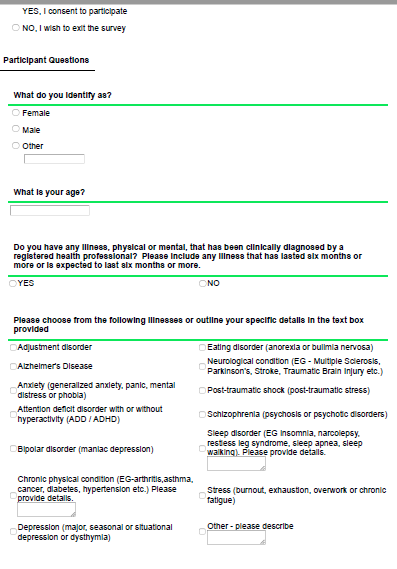 YES, I consent to participate
NO, I wish to exit the survey
Participant Questions
What do you identify as?
Female
Male
Other
What is your age?
Do you have any illness, physical or mental, that has been clinically diagnosed by a
registered health professional? Please include any illness that has lasted six months or
more or is expected to last six months or more.
YES
NO
Please choose from the following illnesses or outline your specific details in the text box
provided
Adjustment disorder
Eating disorder (anorexia or bulimia nervosa)
Alzheimer's Disease
Neurological condition (EG - Multiple Sclerosis,
Parkinson's, Stroke, Traumatic Brain Injury etc.)
Anxiety (generalized anxiety, panic, mental
distress or phobia)
Post-traumatic shock (post-traumatic stress)
Attention deficit disorder with or without
hyperactivity (ADD / ADHD)
Schizophrenia (psychosis or psychotic disorders)
Bipolar disorder (maniac depression)
Sleep disorder (EG Insomnia, narcolepsy,
restless leg syndrome, sleep apnea, sleep
walking). Please provide details.
Chronic physical condition (EG-arthritis,asthma,
cancer, diabetes, hypertension etc.) Please
provide details.
Stress (burnout, exhaustion, overwork or chronic
fatigue)
Depression (major, seasonal or situational
depression or dysthymia)
Other - please describe